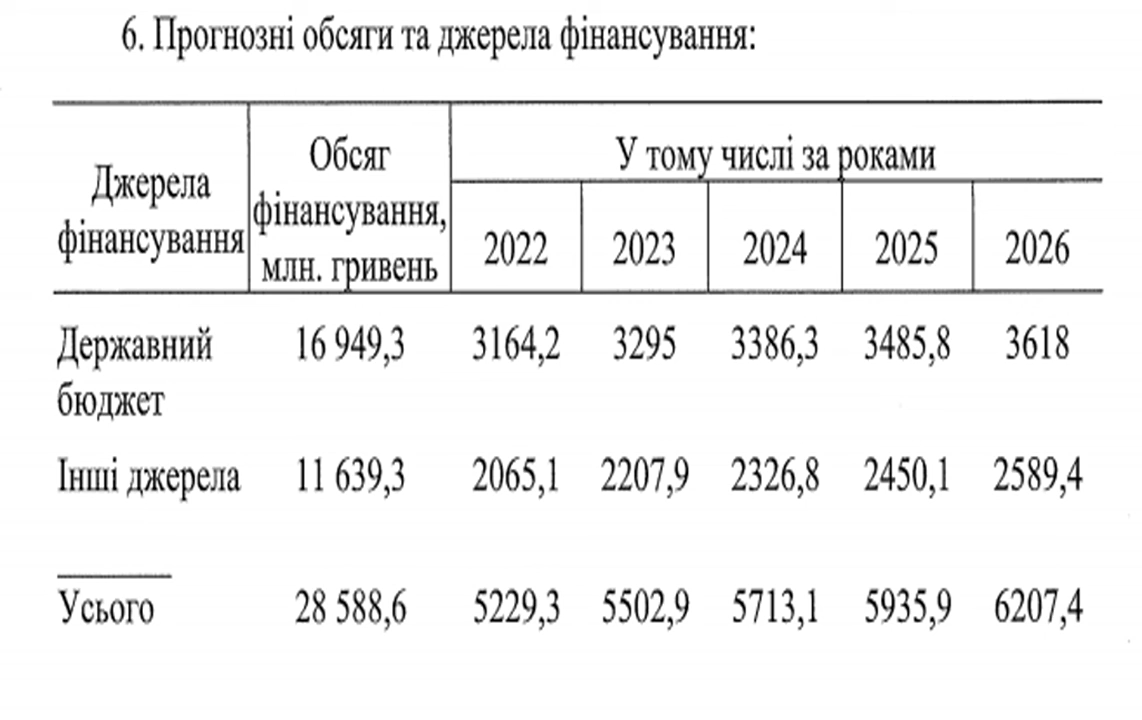 6. Прогнозні обсяги та джерела фінансування:
Джерела фінансування
Обсяг фінансування, млн. гривень
У тому числі за роками
2022 2023 2024 2025 2026
Державний бюджет 16 949,3 3164,2 3295 3386,3 3485,8 3618
Інші джерела 11 639,3 2065,1 2207,9 2326,8 2450,1 2589,4
Усього 28 588,6 5229,3 5502,9 5713,1 5935,9 6207,4